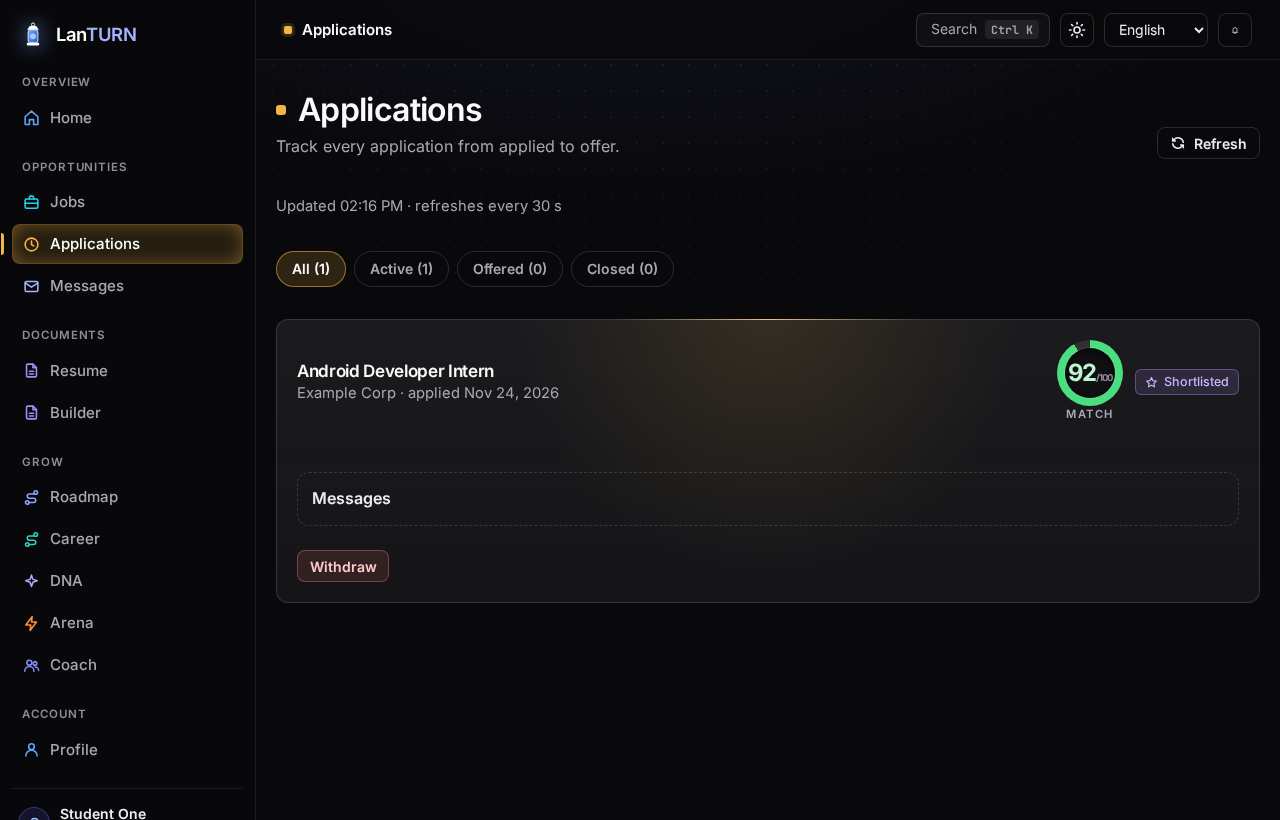 LanTURN
OVERVIEW
Home
OPPORTUNITIES
Jobs
Applications
Messages
DOCUMENTS
Resume
Builder
GROW
Roadmap
Career
DNA
Arena
Coach
ACCOUNT
Profile
Student One
Applications
Search Ctrl K
English
Applications
Track every application from applied to offer.
Refresh
Updated 02:16 PM · refreshes every 30 s
All (1)
Active (1)
Offered (0)
Closed (0)
Android Developer Intern
Example Corp · applied Nov 24, 2026
92/100
MATCH
Shortlisted
Messages
Withdraw